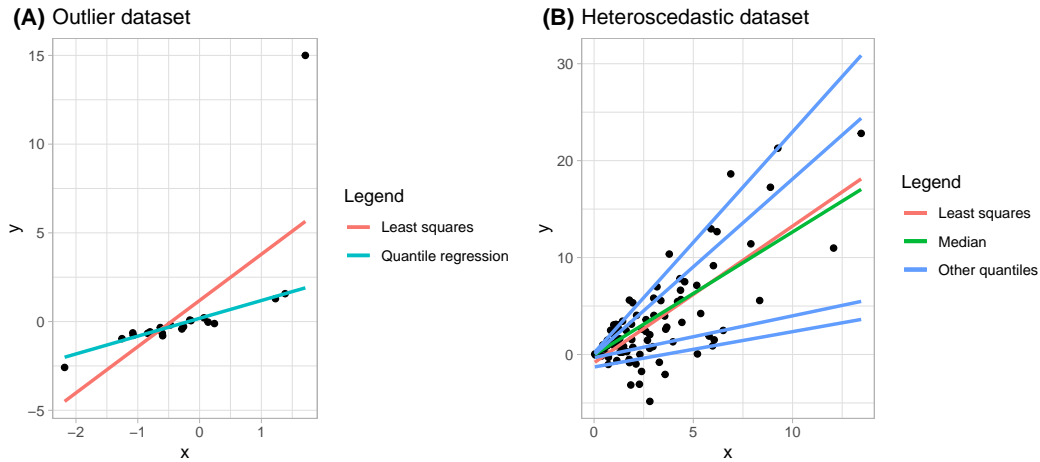 (A) Outlier dataset
15
10
5
0
−5
−2
−1
0
1
x
y
Legend
Least squares
Quantile regression
(B) Heteroscedastic dataset
30
20
10
0
0
5
10
x
y
Legend
Least squares
Median
Other quantiles